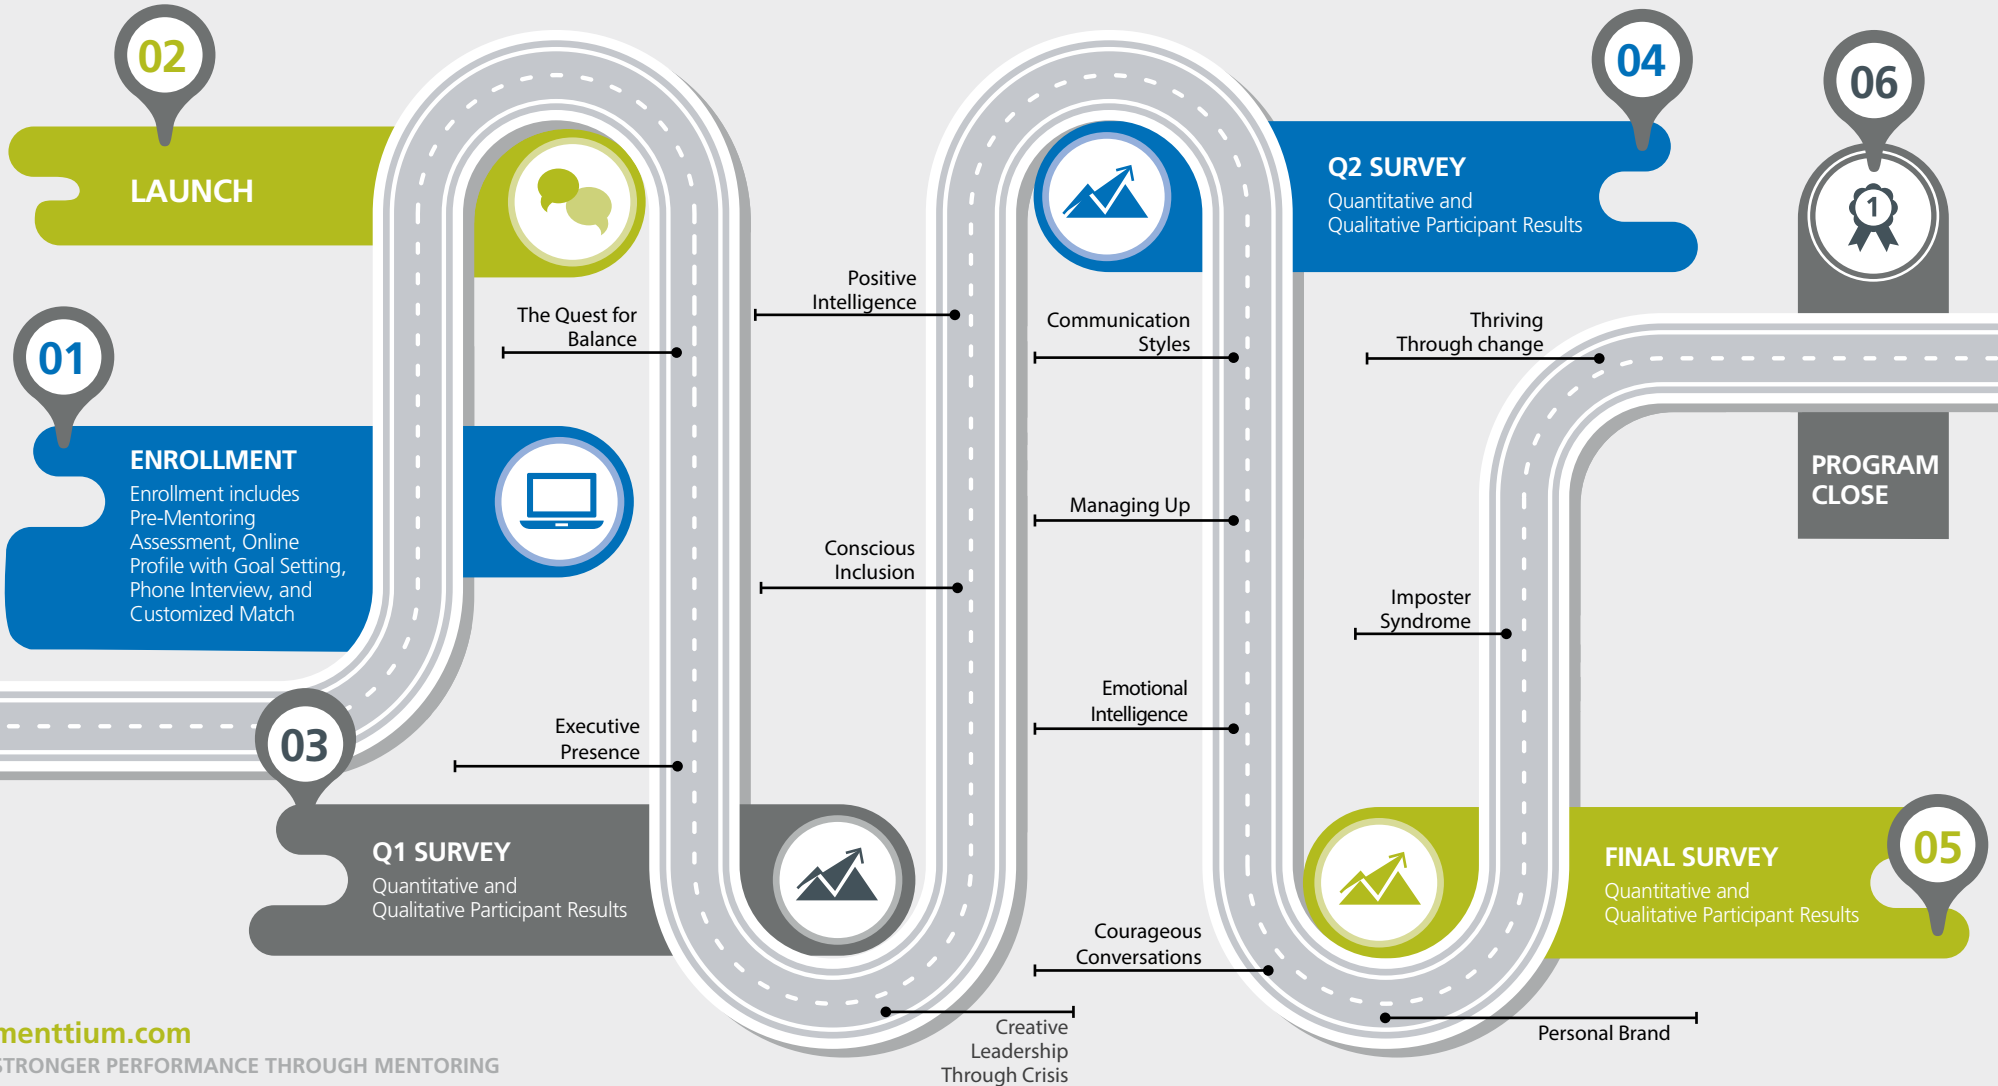 02
LAUNCH
01
ENROLLMENT
Enrollment includes
Pre-Mentoring
Assessment, Online
Profile with Goal Setting,
Phone Interview, and
Customized Match
03
Q1 SURVEY
Quantitative and
Qualitative Participant Results
The Quest for
Balance
Executive
Presence
Positive
Intelligence
Conscious
Inclusion
Creative
Leadership
Through Crisis
04
Q2 SURVEY
Quantitative and
Qualitative Participant Results
Communication
Styles
Managing Up
Emotional
Intelligence
Courageous
Conversations
Personal Brand
Imposter
Syndrome
Thriving
Through change
05
FINAL SURVEY
Quantitative and
Qualitative Participant Results
06
1
PROGRAM
CLOSE
menttium.com
STRONGER PERFORMANCE THROUGH MENTORING